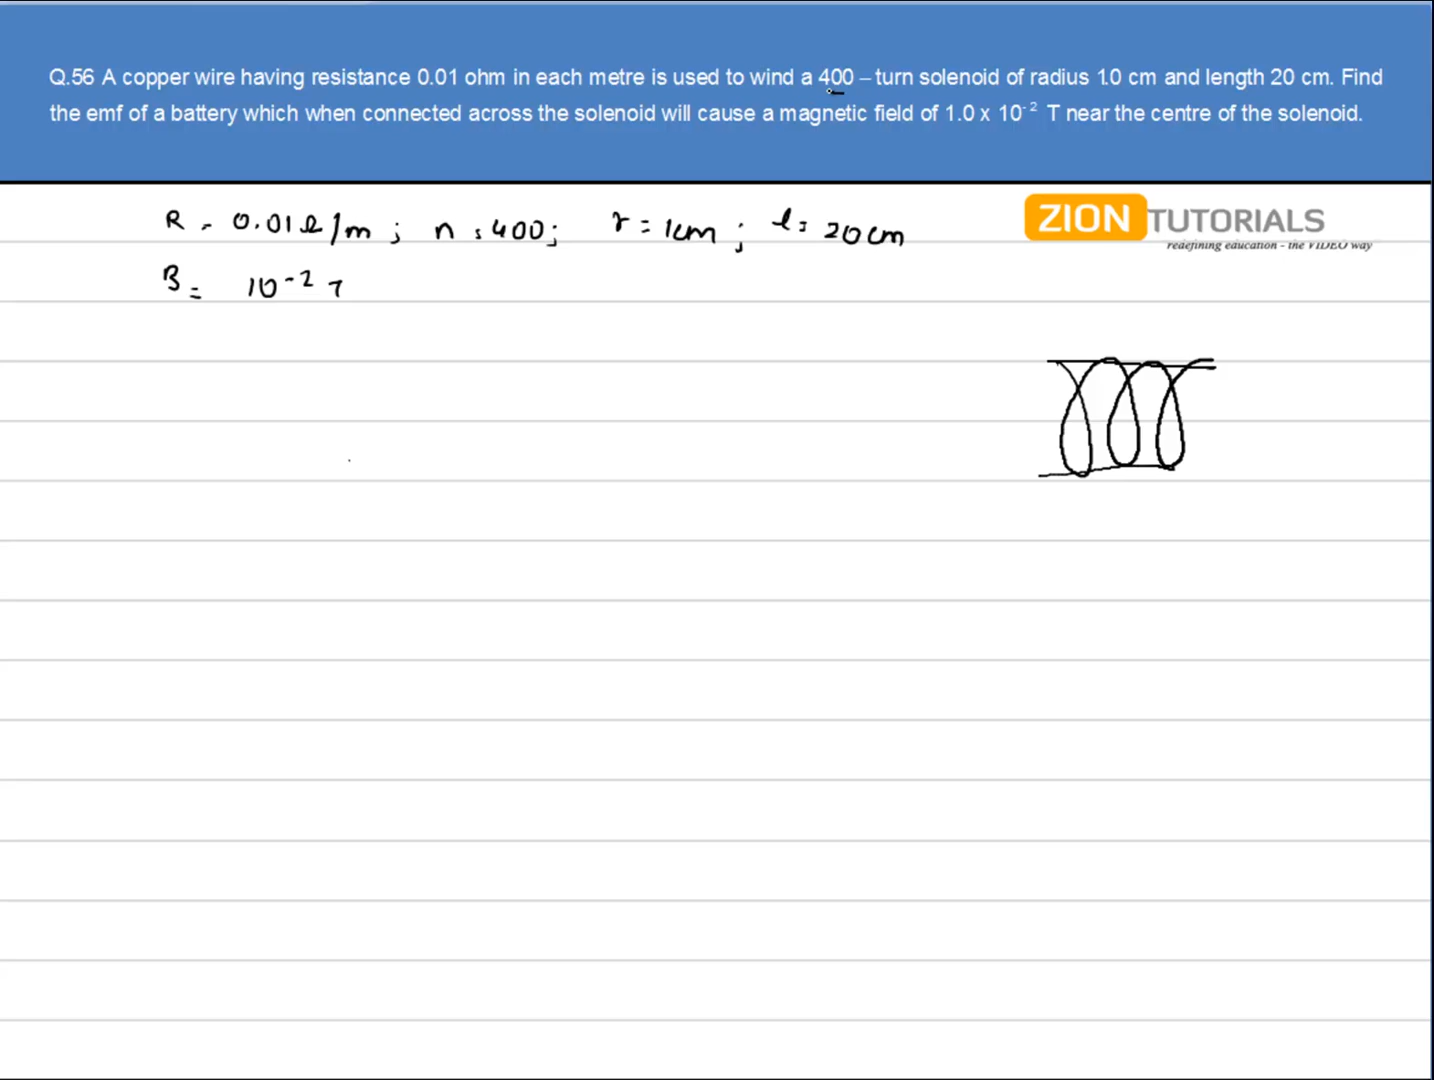 Q.56 A copper wire having resistance 0.01 ohm in each metre is used to wind a 400 – turn solenoid of radius 1.0 cm and length 20 cm. Find
the emf of a battery which when connected across the solenoid will cause a magnetic field of 1.0 x 10⁻² T near the centre of the solenoid.
ZION TUTORIALS
redefining education - the VIDEO way
R = 0.01 Ω/m ; n = 400; r = 1cm ; l = 20 cm
B = 10⁻² T